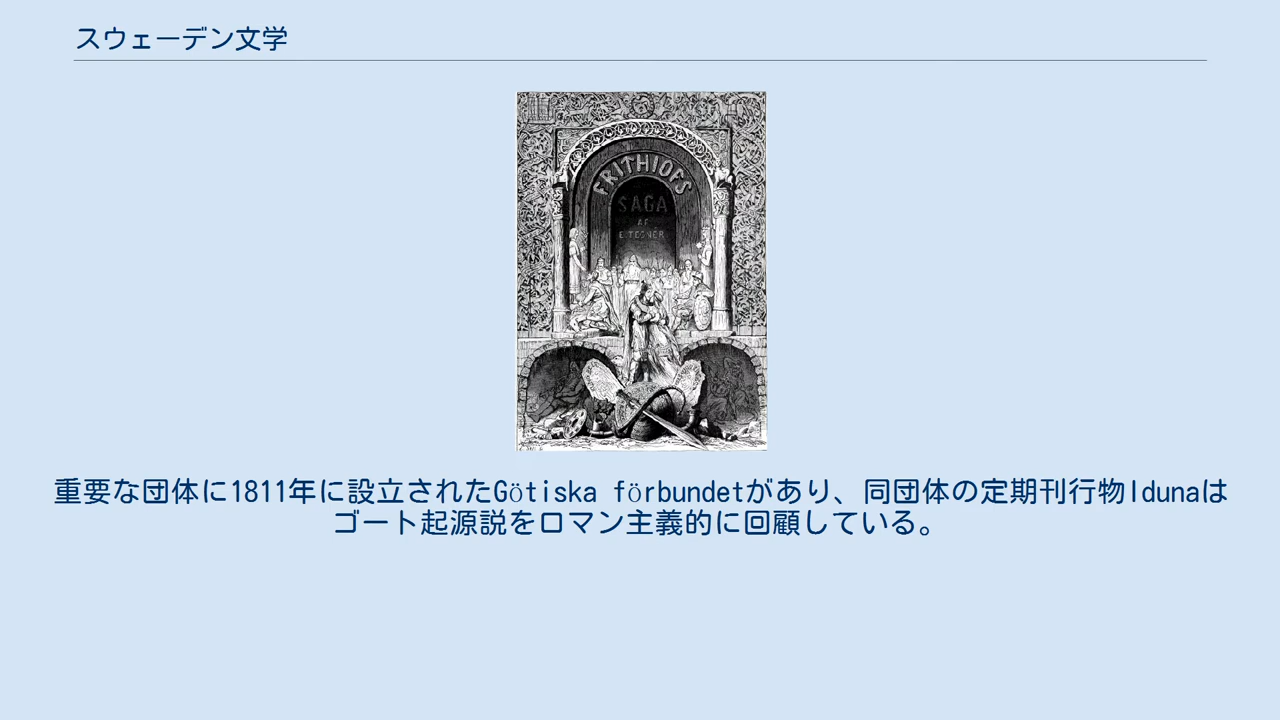 スウェーデン文学
FRITHIOFS
SAGA
AF
E. TEGNÉR
重要な団体に1811年に設立されたGötiska förbundetがあり、同団体の定期刊行物Idunaは
ゴート起源説をロマン主義的に回顧している。